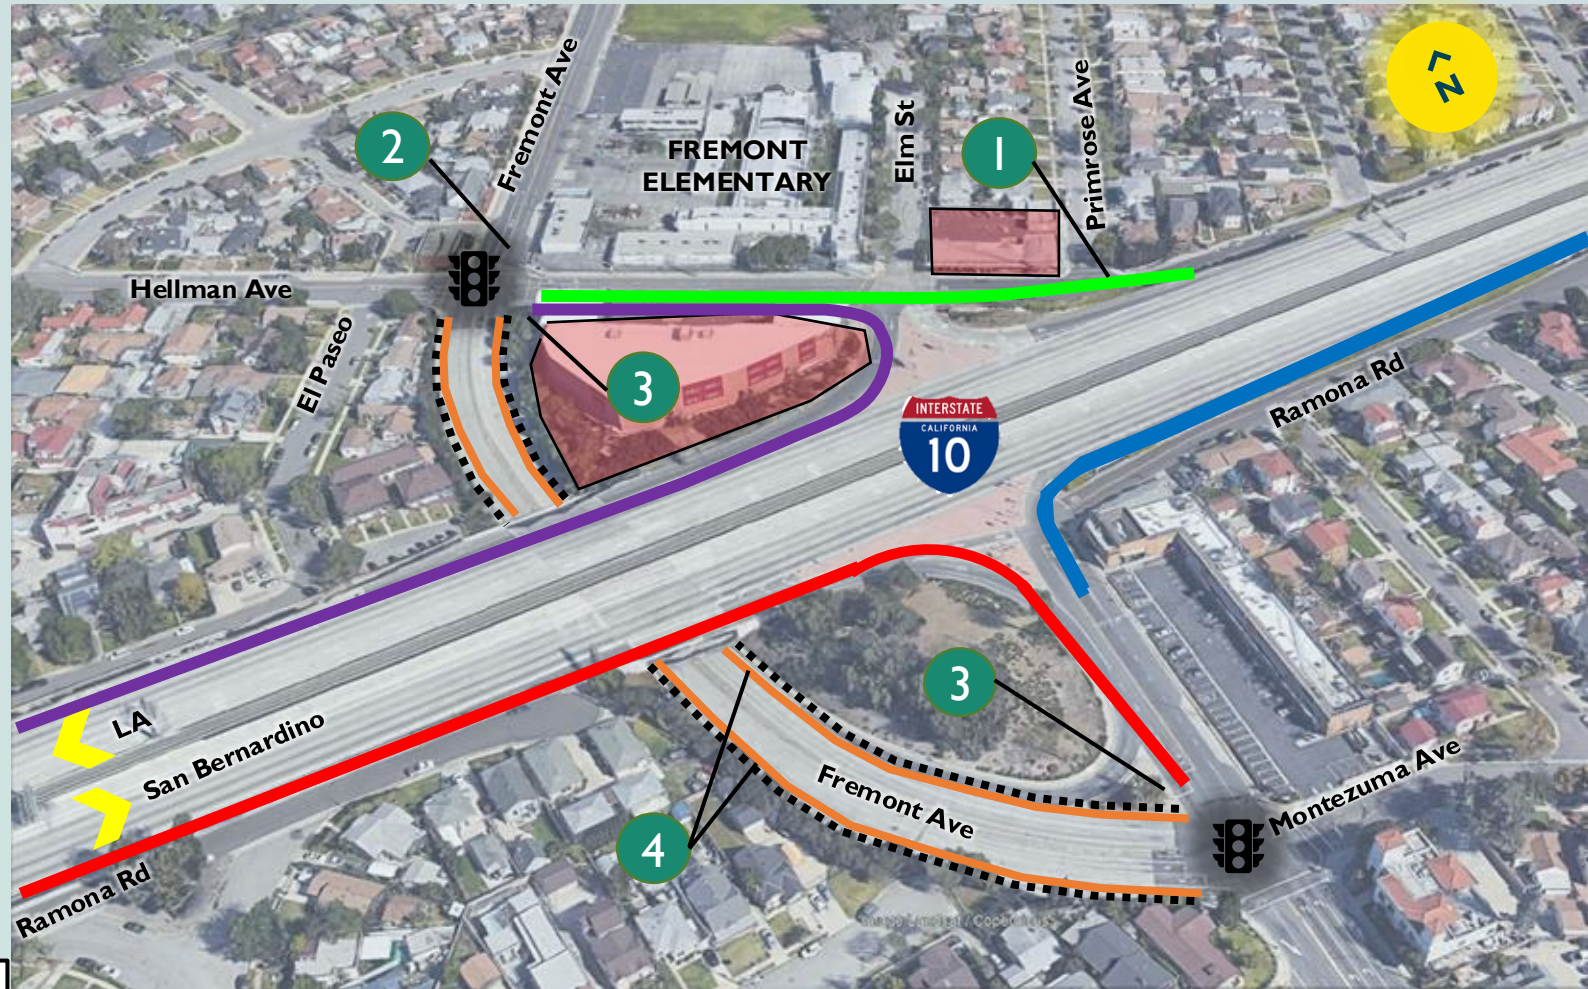 Fremont Ave
2
FREMONT
ELEMENTARY
Elm St
1
Primrose Ave
N
Hellman Ave
El Paseo
3
INTERSTATE
CALIFORNIA
10
Ramona Rd
LA
San Bernardino
3
Fremont Ave
Montezuma Ave
4
Ramona Rd